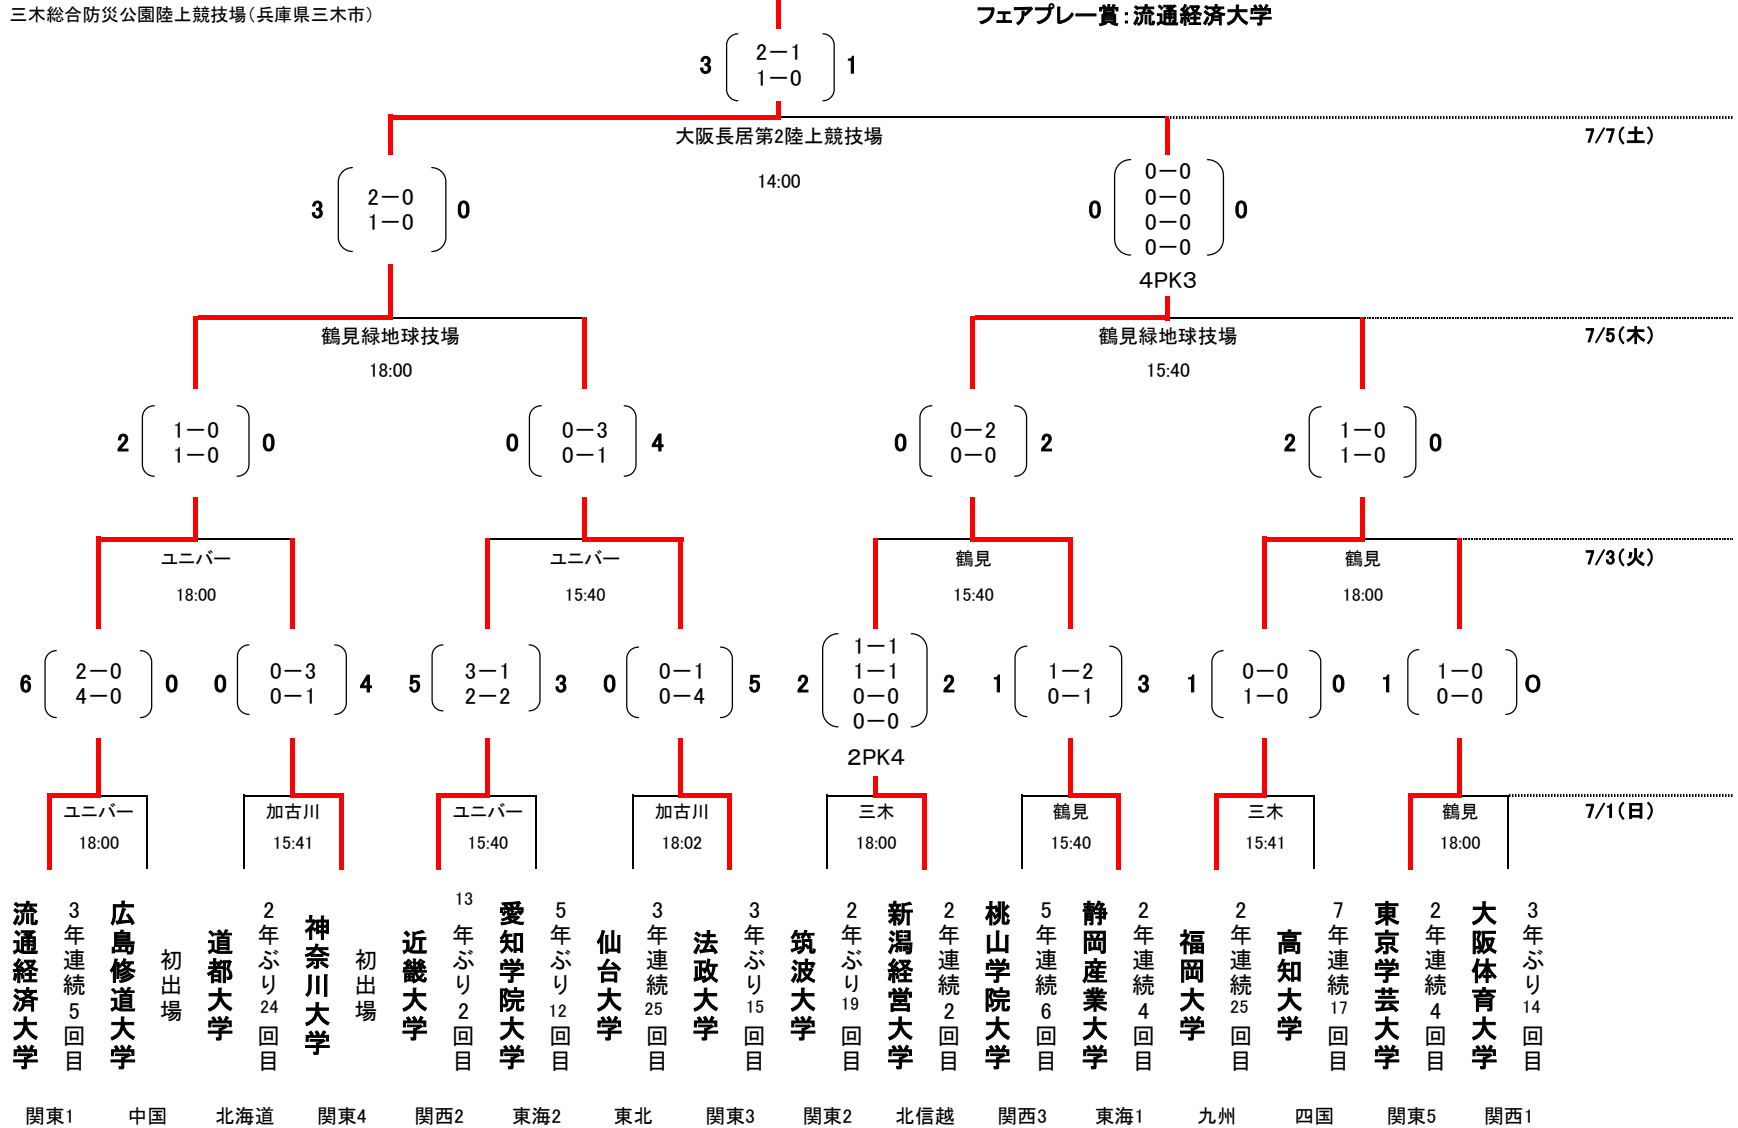 三木総合防災公園陸上競技場(兵庫県三木市)
フェアプレー賞:流通経済大学
3 2－1 1
1－0
大阪長居第2陸上競技場 7/7(土)
14:00
3 2－0 0
1－0
0 0－0 0
0－0
0－0
0－0
4PK3
鶴見緑地球技場 鶴見緑地球技場 7/5(木)
18:00 15:40
2 1－0 0
1－0
0 0－3 4
0－1
0 0－2 2
0－0
2 1－0 0
1－0
ユニバー ユニバー 鶴見 鶴見 7/3(火)
18:00 15:40 15:40 18:00
6 2－0 0
4－0
0 0－3 4
0－1
5 3－1 3
2－2
0 0－1 5
0－4
2 1－1 2
1－1
0－0
0－0
2PK4
1 1－2 3
0－1
1 0－0 0
1－0
1 1－0 O
0－0
ユニバー 加古川 ユニバー 加古川 三木 鶴見 三木 鶴見 7/1(日)
18:00 15:41 15:40 18:02 18:00 15:40 15:41 18:00
流通経済大学
3年連続5回目
広島修道大学
初出場
道都大学
2年ぶり24回目
神奈川大学
初出場
近畿大学
13年ぶり2回目
愛知学院大学
5年ぶり12回目
仙台大学
3年連続25回目
法政大学
3年ぶり15回目
筑波大学
2年ぶり19回目
新潟経営大学
2年連続2回目
桃山学院大学
5年連続6回目
静岡産業大学
2年連続4回目
福岡大学
2年連続25回目
高知大学
7年連続17回目
東京学芸大学
2年連続4回目
大阪体育大学
3年ぶり14回目
関東1 中国 北海道 関東4 関西2 東海2 東北 関東3 関東2 北信越 関西3 東海1 九州 四国 関東5 関西1